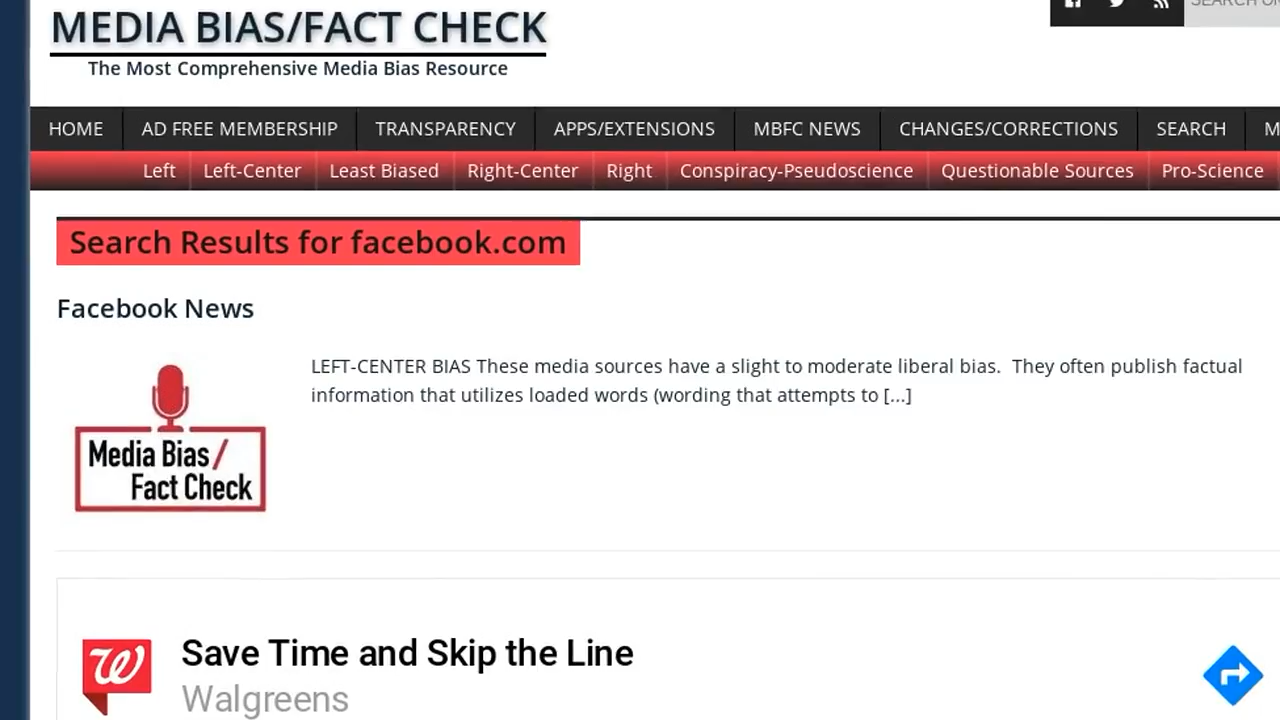 MEDIA BIAS/FACT CHECK
The Most Comprehensive Media Bias Resource
HOME AD FREE MEMBERSHIP TRANSPARENCY APPS/EXTENSIONS MBFC NEWS CHANGES/CORRECTIONS SEARCH
Left Left-Center Least Biased Right-Center Right Conspiracy-Pseudoscience Questionable Sources Pro-Science
Search Results for facebook.com
Facebook News
LEFT-CENTER BIAS These media sources have a slight to moderate liberal bias. They often publish factual
information that utilizes loaded words (wording that attempts to [...]
Media Bias/
Fact Check
Save Time and Skip the Line
Walgreens